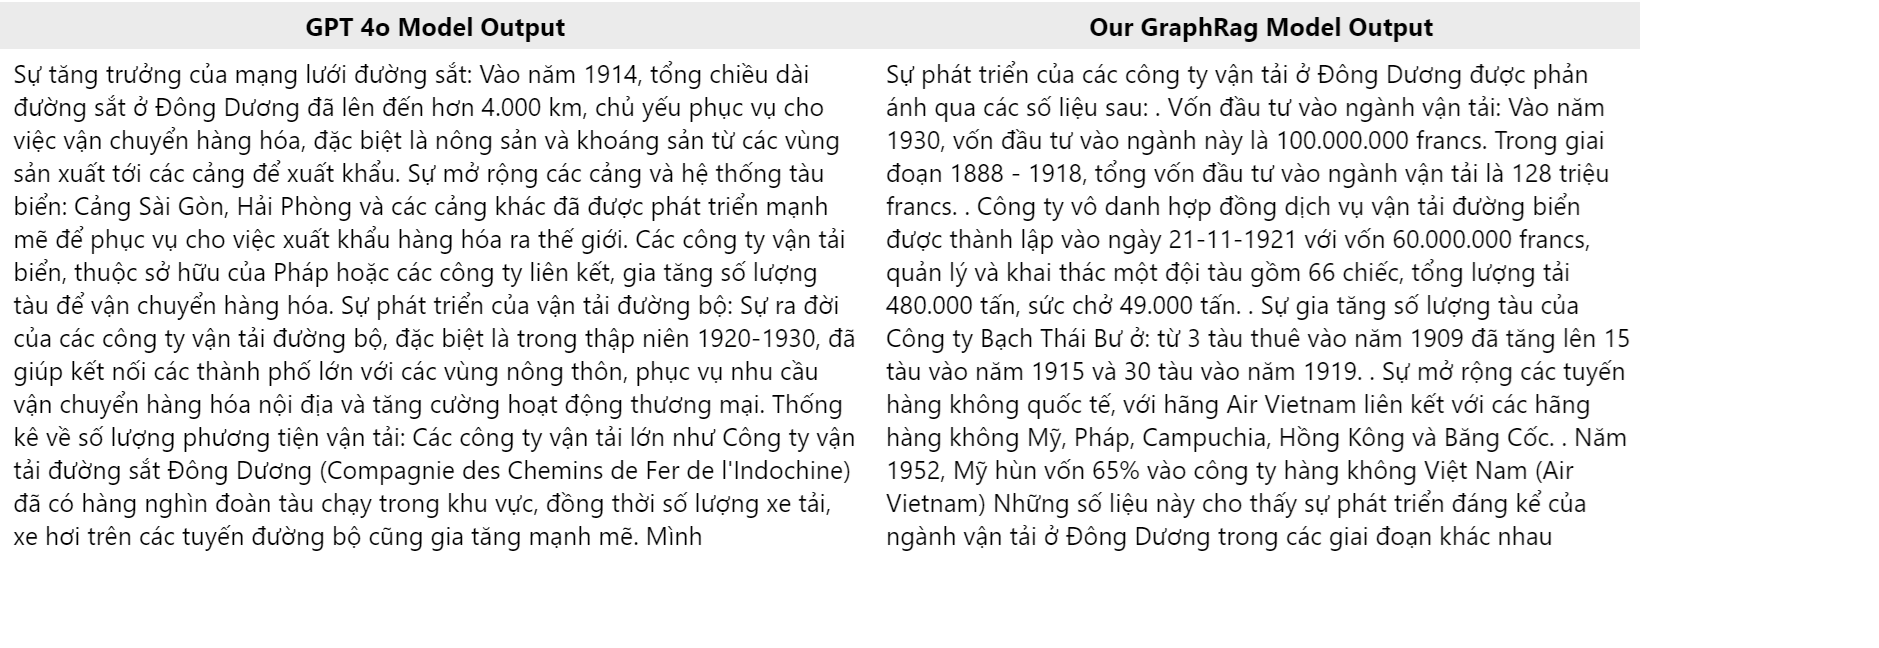 GPT 4o Model Output
Sự tăng trưởng của mạng lưới đường sắt: Vào năm 1914, tổng chiều dài
đường sắt ở Đông Dương đã lên đến hơn 4.000 km, chủ yếu phục vụ cho
việc vận chuyển hàng hóa, đặc biệt là nông sản và khoáng sản từ các vùng
sản xuất tới các cảng để xuất khẩu. Sự mở rộng các cảng và hệ thống tàu
biển: Cảng Sài Gòn, Hải Phòng và các cảng khác đã được phát triển mạnh
mẽ để phục vụ cho việc xuất khẩu hàng hóa ra thế giới. Các công ty vận tải
biển, thuộc sở hữu của Pháp hoặc các công ty liên kết, gia tăng số lượng
tàu để vận chuyển hàng hóa. Sự phát triển của vận tải đường bộ: Sự ra đời
của các công ty vận tải đường bộ, đặc biệt là trong thập niên 1920-1930, đã
giúp kết nối các thành phố lớn với các vùng nông thôn, phục vụ nhu cầu
vận chuyển hàng hóa nội địa và tăng cường hoạt động thương mại. Thống
kê về số lượng phương tiện vận tải: Các công ty vận tải lớn như Công ty vận
tải đường sắt Đông Dương (Compagnie des Chemins de Fer de l'Indochine)
đã có hàng nghìn đoàn tàu chạy trong khu vực, đồng thời số lượng xe tải,
xe hơi trên các tuyến đường bộ cũng gia tăng mạnh mẽ. Mình
Our GraphRag Model Output
Sự phát triển của các công ty vận tải ở Đông Dương được phản
ánh qua các số liệu sau: . Vốn đầu tư vào ngành vận tải: Vào năm
1930, vốn đầu tư vào ngành này là 100.000.000 francs. Trong giai
đoạn 1888 - 1918, tổng vốn đầu tư vào ngành vận tải là 128 triệu
francs. . Công ty vô danh hợp đồng dịch vụ vận tải đường biển
được thành lập vào ngày 21-11-1921 với vốn 60.000.000 francs,
quản lý và khai thác một đội tàu gồm 66 chiếc, tổng lượng tải
480.000 tấn, sức chở 49.000 tấn. . Sự gia tăng số lượng tàu của
Công ty Bạch Thái Bư ở: từ 3 tàu thuê vào năm 1909 đã tăng lên 15
tàu vào năm 1915 và 30 tàu vào năm 1919. . Sự mở rộng các tuyến
hàng không quốc tế, với hãng Air Vietnam liên kết với các hãng
hàng không Mỹ, Pháp, Campuchia, Hồng Kông và Băng Cốc. . Năm
1952, Mỹ hùn vốn 65% vào công ty hàng không Việt Nam (Air
Vietnam) Những số liệu này cho thấy sự phát triển đáng kể của
ngành vận tải ở Đông Dương trong các giai đoạn khác nhau